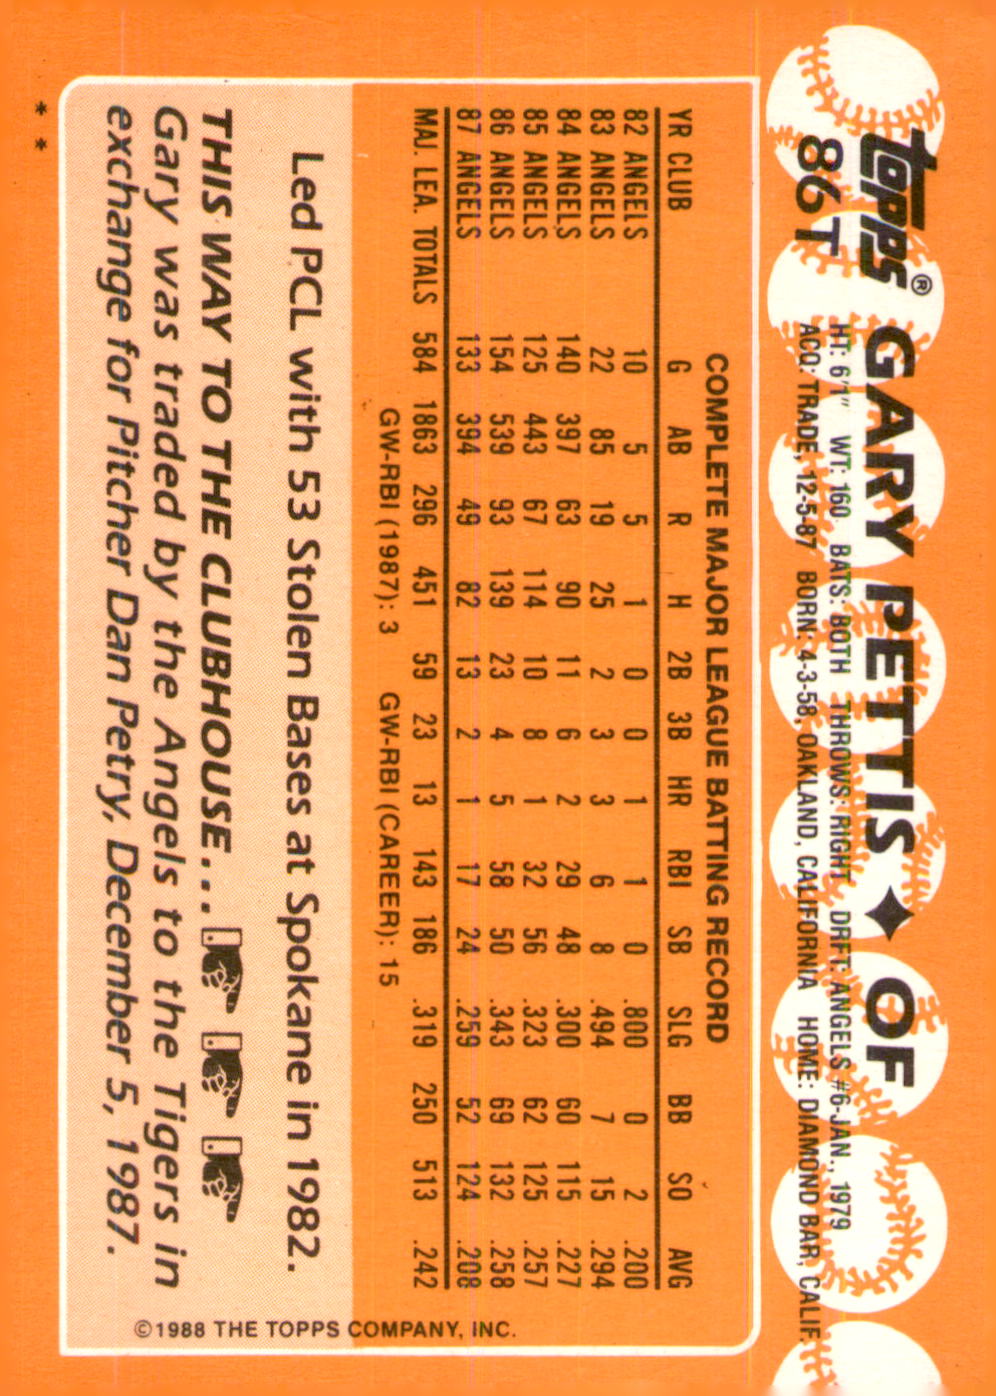 topps® GARY PETTIS ♦ OF
86T
HT: 6'1" WT: 160 BATS: BOTH THROWS: RIGHT DRFT: ANGELS #6-JAN., 1979
ACQ: TRADE, 12-5-87 BORN: 4-3-58, OAKLAND, CALIFORNIA HOME: DIAMOND BAR, CALIF.
COMPLETE MAJOR LEAGUE BATTING RECORD
YR CLUB G AB R H 2B 3B HR RBI SB SLG BB SO AVG
82 ANGELS 10 5 5 1 0 0 1 1 0 .800 0 2 .200
83 ANGELS 22 85 19 25 2 3 3 6 8 .494 7 15 .294
84 ANGELS 140 397 63 90 11 6 2 29 48 .300 60 115 .227
85 ANGELS 125 443 67 114 10 8 1 32 56 .323 62 125 .257
86 ANGELS 154 539 93 139 23 4 5 58 50 .343 69 132 .258
87 ANGELS 133 394 49 82 13 2 1 17 24 .259 52 124 .208
MAJ. LEA. TOTALS 584 1863 296 451 59 23 13 143 186 .319 250 513 .242
GW-RBI (1987): 3 GW-RBI (CAREER): 15
Led PCL with 53 Stolen Bases at Spokane in 1982.
THIS WAY TO THE CLUBHOUSE...
Gary was traded by the Angels to the Tigers in
exchange for Pitcher Dan Petry, December 5, 1987.
©1988 THE TOPPS COMPANY, INC.
* *